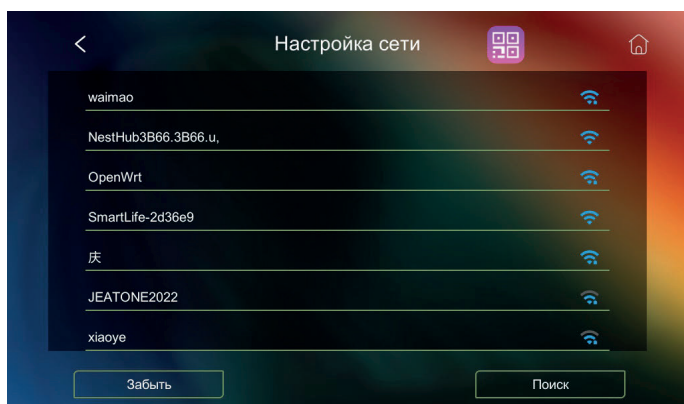 Настройка сети
waimao
NestHub3B66.3B66.u,
OpenWrt
SmartLife-2d36e9
庆
JEATONE2022
xiaoye
Забыть
Поиск